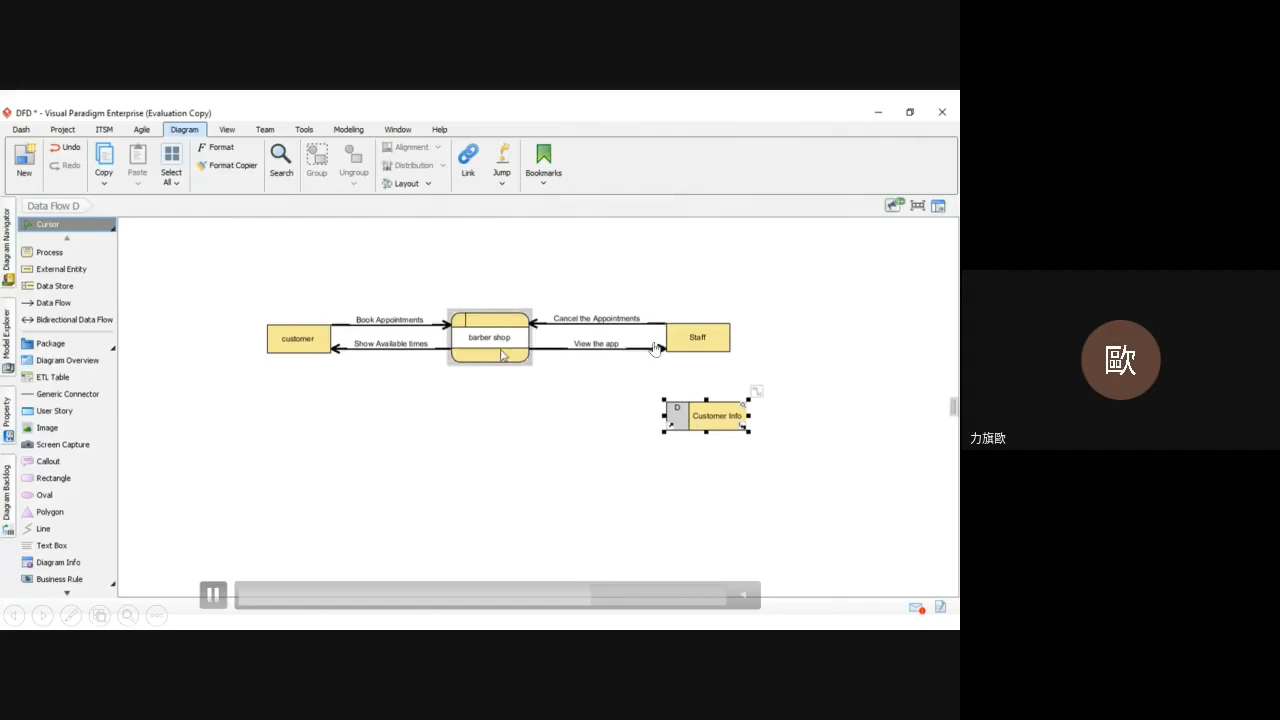 DFD * - Visual Paradigm Enterprise (Evaluation Copy)
Dash Project ITSM Agile Diagram View Team Tools Modeling Window Help
New
Undo
Redo
Copy
Paste
Select All
Format
Format Copier
Search
Group
Ungroup
Alignment
Distribution
Layout
Link
Jump
Bookmarks
Data Flow D
Diagram Navigator
Model Explorer
Property
Diagram Backlog
Cursor
Process
External Entity
Data Store
Data Flow
Bidirectional Data Flow
Package
Diagram Overview
ETL Table
Generic Connector
User Story
Image
Screen Capture
Callout
Rectangle
Oval
Polygon
Line
Text Box
Diagram Info
Business Rule
customer
Book Appointments
Show Available times
barber shop
Cancel the Appointments
View the app
Staff
D
Customer Info
歐
力旗歐